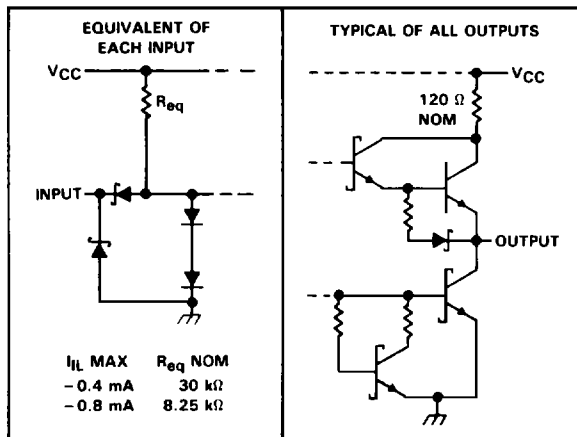 EQUIVALENT OF
EACH INPUT
VCC
Req
INPUT
IIL MAX Req NOM
−0.4 mA 30 kΩ
−0.8 mA 8.25 kΩ
TYPICAL OF ALL OUTPUTS
VCC
120 Ω
NOM
OUTPUT